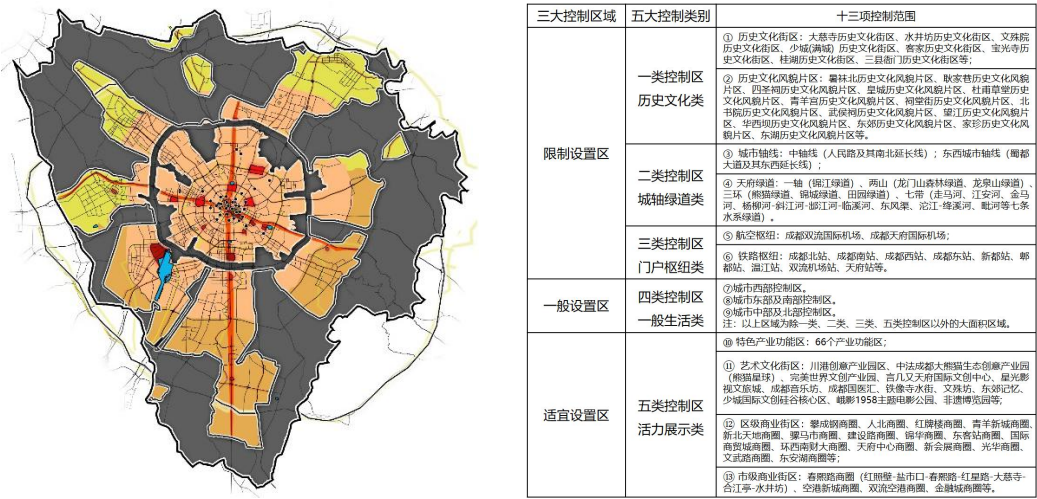 三大控制区域 五大控制类别 十三项控制范围
限制设置区
一类控制区
历史文化类
① 历史文化街区：大慈寺历史文化街区、水井坊历史文化街区、文殊院
历史文化街区、少城(满城) 历史文化街区、客家历史文化街区、宝光寺历
史文化街区、桂湖历史文化街区、三县衙门历史文化街区等；
② 历史文化风貌片区：暑袜北历史文化风貌片区、耿家巷历史文化风貌
片区、四圣祠历史文化风貌片区、皇城历史文化风貌片区、杜甫草堂历史
文化风貌片区、青羊宫历史文化风貌片区、祠堂街历史文化风貌片区、北
书院历史文化风貌片区、武侯祠历史文化风貌片区、望江历史文化风貌片
区、华西坝历史文化风貌片区、东郊历史文化风貌片区、家珍历史文化风
貌片区、东湖历史文化风貌片区等。
二类控制区
城轴绿道类
③ 城市轴线：中轴线（人民路及其南北延长线）；东西城市轴线（蜀都
大道及其东西延长线）；
④ 天府绿道：一轴（锦江绿道）、两山（龙门山森林绿道、龙泉山绿道）、
三环（熊猫绿道、锦城绿道、田园绿道）、七带（走马河、江安河、金马
河、杨柳河-斜江河-䢺江河-临溪河、东风渠、沱江-绛溪河、毗河等七条
水系绿道）。
三类控制区
门户枢纽类
⑤ 航空枢纽：成都双流国际机场、成都天府国际机场；
⑥ 铁路枢纽：成都北站、成都南站、成都西站、成都东站、新都站、郫
都站、温江站、双流机场站、天府站等。
一般设置区
四类控制区
一般生活类
⑦城市西部控制区。
⑧城市东部及南部控制区。
⑨城市中部及北部控制区。
注：以上区域为除一类、二类、三类、五类控制区以外的大面积区域。
适宜设置区
五类控制区
活力展示类
⑩ 特色产业功能区：66个产业功能区；
⑪ 艺术文化街区：川港创意产业园区、中法成都大熊猫生态创意产业园
（熊猫星球）、完美世界文创产业园、言几又天府国际文创中心、星光影
视文旅城、成都音乐坊、成都国医汇、铁像寺水街、文殊坊、东郊记忆、
少城国际文创硅谷核心区、峨影1958主题电影公园、非遗博览园等；
⑫ 区级商业街区：攀成钢商圈、人北商圈、红牌楼商圈、青羊新城商圈、
新北天地商圈、骡马市商圈、建设路商圈、锦华商圈、东客站商圈、国际
商贸城商圈、环西南财大商圈、天府中心商圈、新会展商圈、光华商圈、
文武路商圈、东安湖商圈等；
⑬ 市级商业街区：春熙路商圈（红照壁-盐市口-春熙路-红星路-大慈寺-
合江亭-水井坊）、空港新城商圈、双流空港商圈、金融城商圈等。